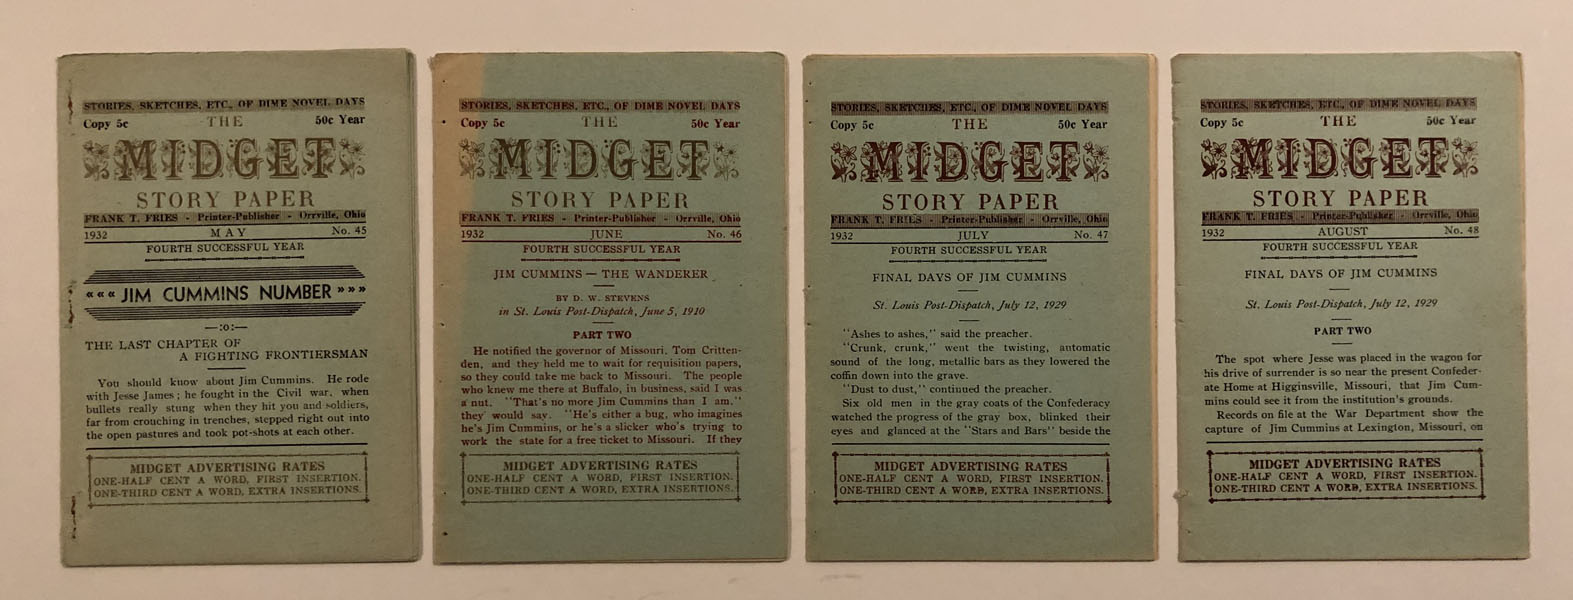 STORIES, SKETCHES, ETC., OF DIME NOVEL DAYS
Copy 5c THE 50c Year
MIDGET
STORY PAPER
FRANK T. FRIES - Printer-Publisher - Orrville, Ohio
1932 MAY No. 45
FOURTH SUCCESSFUL YEAR
««« JIM CUMMINS NUMBER »»»
—:o:—
THE LAST CHAPTER OF
A FIGHTING FRONTIERSMAN
You should know about Jim Cummins. He rode
with Jesse James; he fought in the Civil war, when
bullets really stung when they hit you and soldiers,
far from crouching in trenches, stepped right out into
the open pastures and took pot-shots at each other.
MIDGET ADVERTISING RATES
ONE-HALF CENT A WORD, FIRST INSERTION.
ONE-THIRD CENT A WORD, EXTRA INSERTIONS.
STORIES, SKETCHES, ETC., OF DIME NOVEL DAYS
Copy 5c THE 50c Year
MIDGET
STORY PAPER
FRANK T. FRIES - Printer-Publisher - Orrville, Ohio
1932 JUNE No. 46
FOURTH SUCCESSFUL YEAR
JIM CUMMINS — THE WANDERER
BY D. W. STEVENS
in St. Louis Post-Dispatch, June 5, 1910
PART TWO
He notified the governor of Missouri, Tom Critten-
den, and they held me to wait for requisition papers,
so they could take me back to Missouri. The people
who knew me there at Buffalo, in business, said I was
a nut. "That's no more Jim Cummins than I am."
they would say. "He's either a bug, who imagines
he's Jim Cummins, or he's a slicker who's trying to
work the state for a free ticket to Missouri. If they
MIDGET ADVERTISING RATES
ONE-HALF CENT A WORD, FIRST INSERTION.
ONE-THIRD CENT A WORD, EXTRA INSERTIONS.
STORIES, SKETCHES, ETC., OF DIME NOVEL DAYS
Copy 5c THE 50c Year
MIDGET
STORY PAPER
FRANK T. FRIES - Printer-Publisher - Orrville, Ohio
1932 JULY No. 47
FOURTH SUCCESSFUL YEAR
FINAL DAYS OF JIM CUMMINS
St. Louis Post-Dispatch, July 12, 1929
"Ashes to ashes," said the preacher.
"Crunk, crunk," went the twisting, automatic
sound of the long, metallic bars as they lowered the
coffin down into the grave.
"Dust to dust," continued the preacher.
Six old men in the gray coats of the Confederacy
watched the progress of the gray box, blinked their
eyes and glanced at the "Stars and Bars" beside the
MIDGET ADVERTISING RATES
ONE-HALF CENT A WORD, FIRST INSERTION.
ONE-THIRD CENT A WORD, EXTRA INSERTIONS.
STORIES, SKETCHES, ETC., OF DIME NOVEL DAYS
Copy 5c THE 50c Year
MIDGET
STORY PAPER
FRANK T. FRIES - Printer-Publisher - Orrville, Ohio
1932 AUGUST No. 48
FOURTH SUCCESSFUL YEAR
FINAL DAYS OF JIM CUMMINS
St. Louis Post-Dispatch, July 12, 1929
PART TWO
The spot where Jesse was placed in the wagon for
his drive of surrender is so near the present Confeder-
ate Home at Higginsville, Missouri, that Jim Cum-
mins could see it from the institution's grounds.
Records on file at the War Department show the
capture of Jim Cummins at Lexington, Missouri, on
MIDGET ADVERTISING RATES
ONE-HALF CENT A WORD, FIRST INSERTION.
ONE-THIRD CENT A WORD, EXTRA INSERTIONS.